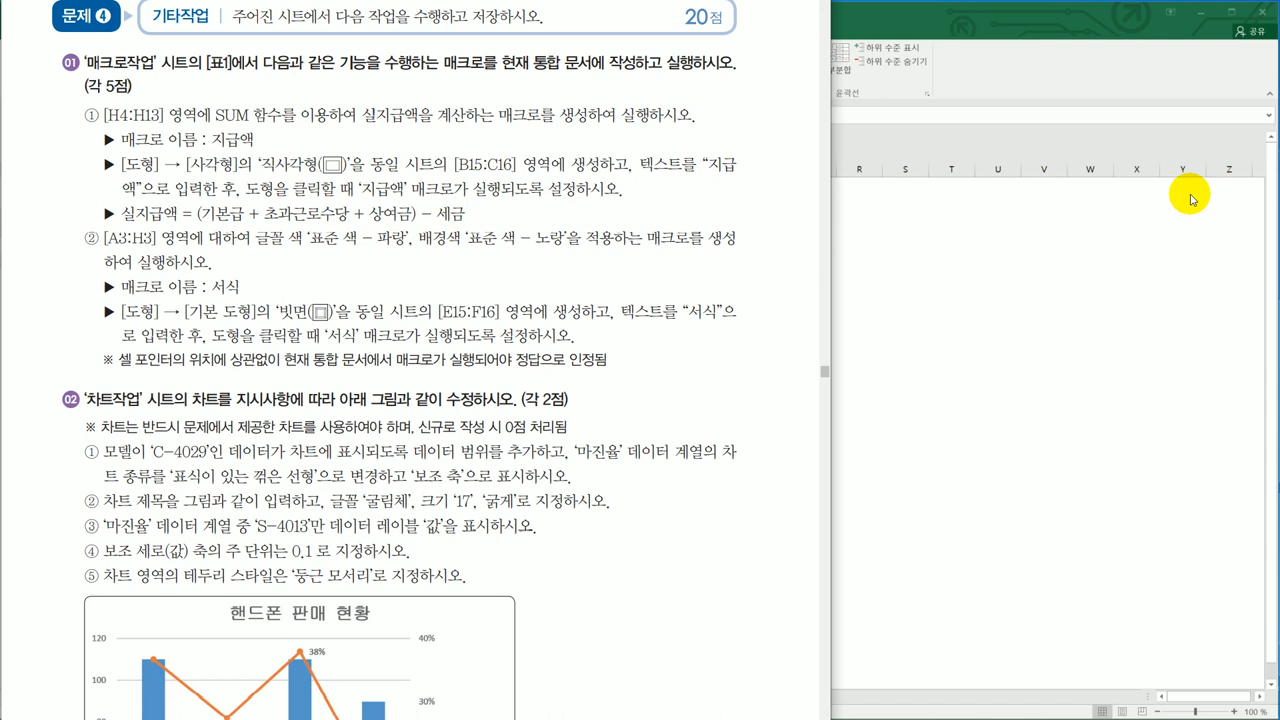 문제 4 기타작업 주어진 시트에서 다음 작업을 수행하고 저장하시오. 20점
01 ‘매크로작업’ 시트의 [표1]에서 다음과 같은 기능을 수행하는 매크로를 현재 통합 문서에 작성하고 실행하시오.
(각 5점)
① [H4:H13] 영역에 SUM 함수를 이용하여 실지급액을 계산하는 매크로를 생성하여 실행하시오.
▶ 매크로 이름 : 지급액
▶ [도형] → [사각형]의 ‘직사각형(□)’을 동일 시트의 [B15:C16] 영역에 생성하고, 텍스트를 “지급
액”으로 입력한 후, 도형을 클릭할 때 ‘지급액’ 매크로가 실행되도록 설정하시오.
▶ 실지급액 = (기본급 + 초과근로수당 + 상여금) - 세금
② [A3:H3] 영역에 대하여 글꼴 색 ‘표준 색 - 파랑’, 배경색 ‘표준 색 - 노랑’을 적용하는 매크로를 생성
하여 실행하시오.
▶ 매크로 이름 : 서식
▶ [도형] → [기본 도형]의 ‘빗면(□)’을 동일 시트의 [E15:F16] 영역에 생성하고, 텍스트를 “서식”으
로 입력한 후, 도형을 클릭할 때 ‘서식’ 매크로가 실행되도록 설정하시오.
※ 셀 포인터의 위치에 상관없이 현재 통합 문서에서 매크로가 실행되어야 정답으로 인정됨
02 ‘차트작업’ 시트의 차트를 지시사항에 따라 아래 그림과 같이 수정하시오. (각 2점)
※ 차트는 반드시 문제에서 제공한 차트를 사용하여야 하며, 신규로 작성 시 0점 처리됨
① 모델이 ‘C-4029’인 데이터가 차트에 표시되도록 데이터 범위를 추가하고, ‘마진율’ 데이터 계열의 차
트 종류를 ‘표식이 있는 꺾은 선형’으로 변경하고 ‘보조 축’으로 표시하시오.
② 차트 제목을 그림과 같이 입력하고, 글꼴 ‘굴림체’, 크기 ‘17’, ‘굵게’로 지정하시오.
③ ‘마진율’ 데이터 계열 중 ‘S-4013’만 데이터 레이블 ‘값’을 표시하시오.
④ 보조 세로(값) 축의 주 단위는 0.1 로 지정하시오.
⑤ 차트 영역의 테두리 스타일은 ‘둥근 모서리’로 지정하시오.
핸드폰 판매 현황
120 40%
38%
100
30%
공유
하위 수준 표시
부분합 하위 수준 숨기기
윤곽선
R S T U V W X Y Z
100 %